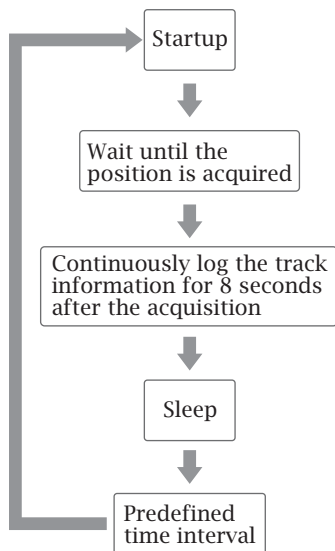 Startup
Wait until the
position is acquired
Continuously log the track
information for 8 seconds
after the acquisition
Sleep
Predefined
time interval